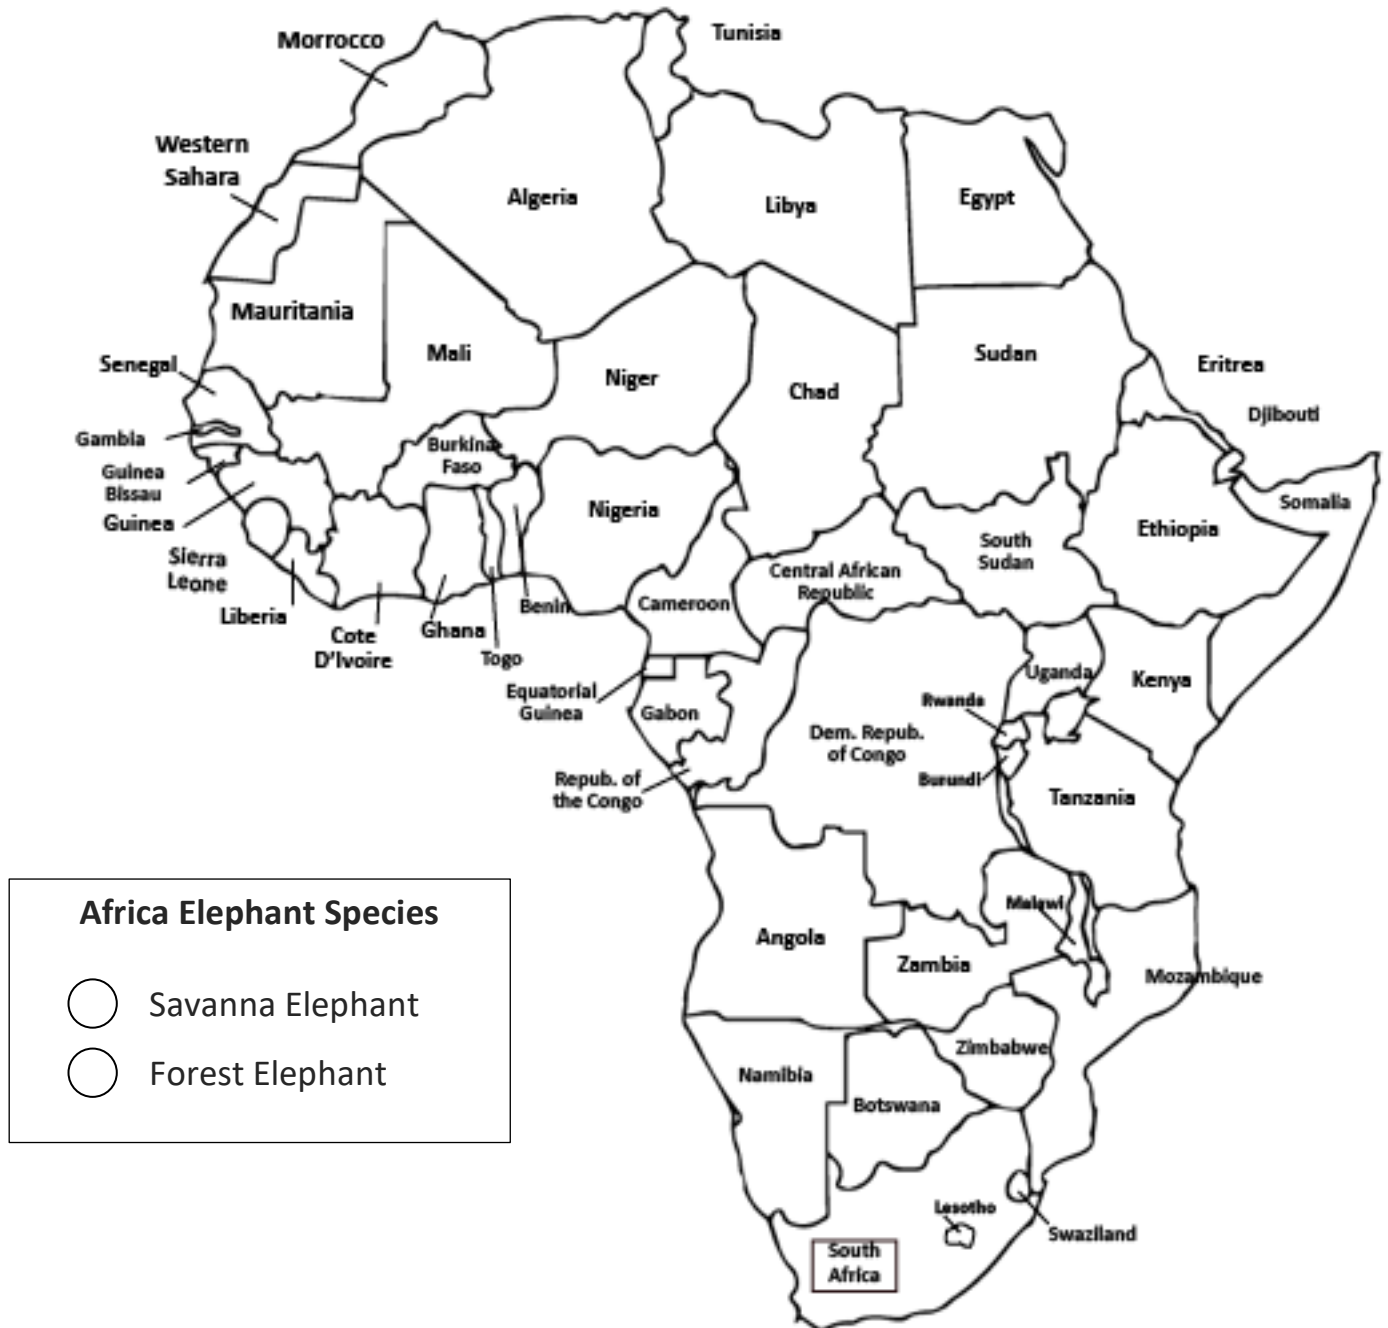 Morrocco
Tunisia
Western
Sahara
Algeria
Libya
Egypt
Mauritania
Mali
Niger
Chad
Sudan
Eritrea
Djibouti
Senegal
Gambia
Guinea
Bissau
Guinea
Burkina
Faso
Nigeria
Somalia
Ethiopia
South
Sudan
Sierra
Leone
Liberia
Cote
D'Ivoire
Ghana
Togo
Benin
Cameroon
Central African
Republic
Equatorial
Guinea
Gabon
Uganda
Kenya
Rwanda
Dem. Repub.
of Congo
Burundi
Repub. of
the Congo
Tanzania
Africa Elephant Species
Savanna Elephant
Forest Elephant
Angola
Malawi
Zambia
Mozambique
Zimbabwe
Namibia
Botswana
Lesotho
Swaziland
South
Africa